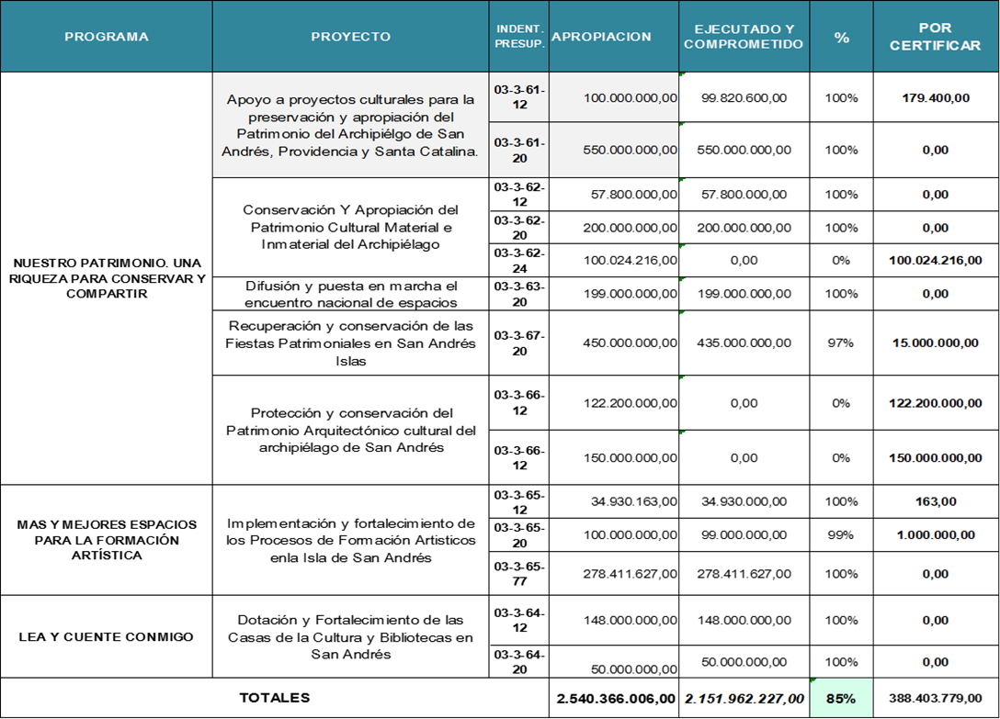 PROGRAMA
PROYECTO
INDENT.
PRESUP.
APROPIACION
EJECUTADO Y
COMPROMETIDO
%
POR
CERTIFICAR
NUESTRO PATRIMONIO. UNA
RIQUEZA PARA CONSERVAR Y
COMPARTIR
Apoyo a proyectos culturales para la
preservación y apropiación del
Patrimonio del Archipiélgo de San
Andrés, Providencia y Santa Catalina.
03-3-61-
12
100.000.000,00
99.820.600,00
100%
179.400,00
03-3-61-
20
550.000.000,00
550.000.000,00
100%
0,00
Conservación Y Apropiación del
Patrimonio Cultural Material e
Inmaterial del Archipiélago
03-3-62-
12
57.800.000,00
57.800.000,00
100%
0,00
03-3-62-
20
200.000.000,00
200.000.000,00
100%
0,00
03-3-62-
24
100.024.216,00
0,00
0%
100.024.216,00
Difusión y puesta en marcha el
encuentro nacional de espacios
03-3-63-
20
199.000.000,00
199.000.000,00
100%
0,00
Recuperación y conservación de las
Fiestas Patrimoniales en San Andrés
Islas
03-3-67-
20
450.000.000,00
435.000.000,00
97%
15.000.000,00
Protección y conservación del
Patrimonio Arquitectónico cultural del
archipiélago de San Andrés
03-3-66-
12
122.200.000,00
0,00
0%
122.200.000,00
03-3-66-
12
150.000.000,00
0,00
0%
150.000.000,00
MAS Y MEJORES ESPACIOS
PARA LA FORMACIÓN
ARTÍSTICA
Implementación y fortalecimiento de
los Procesos de Formación Artisticos
enla Isla de San Andrés
03-3-65-
12
34.930.163,00
34.930.000,00
100%
163,00
03-3-65-
20
100.000.000,00
99.000.000,00
99%
1.000.000,00
03-3-65-
77
278.411.627,00
278.411.627,00
100%
0,00
LEA Y CUENTE CONMIGO
Dotación y Fortalecimiento de las
Casas de la Cultura y Bibliotecas en
San Andrés
03-3-64-
12
148.000.000,00
148.000.000,00
100%
0,00
03-3-64-
20
50.000.000,00
50.000.000,00
100%
0,00
TOTALES
2.540.366.006,00
2.151.962.227,00
85%
388.403.779,00